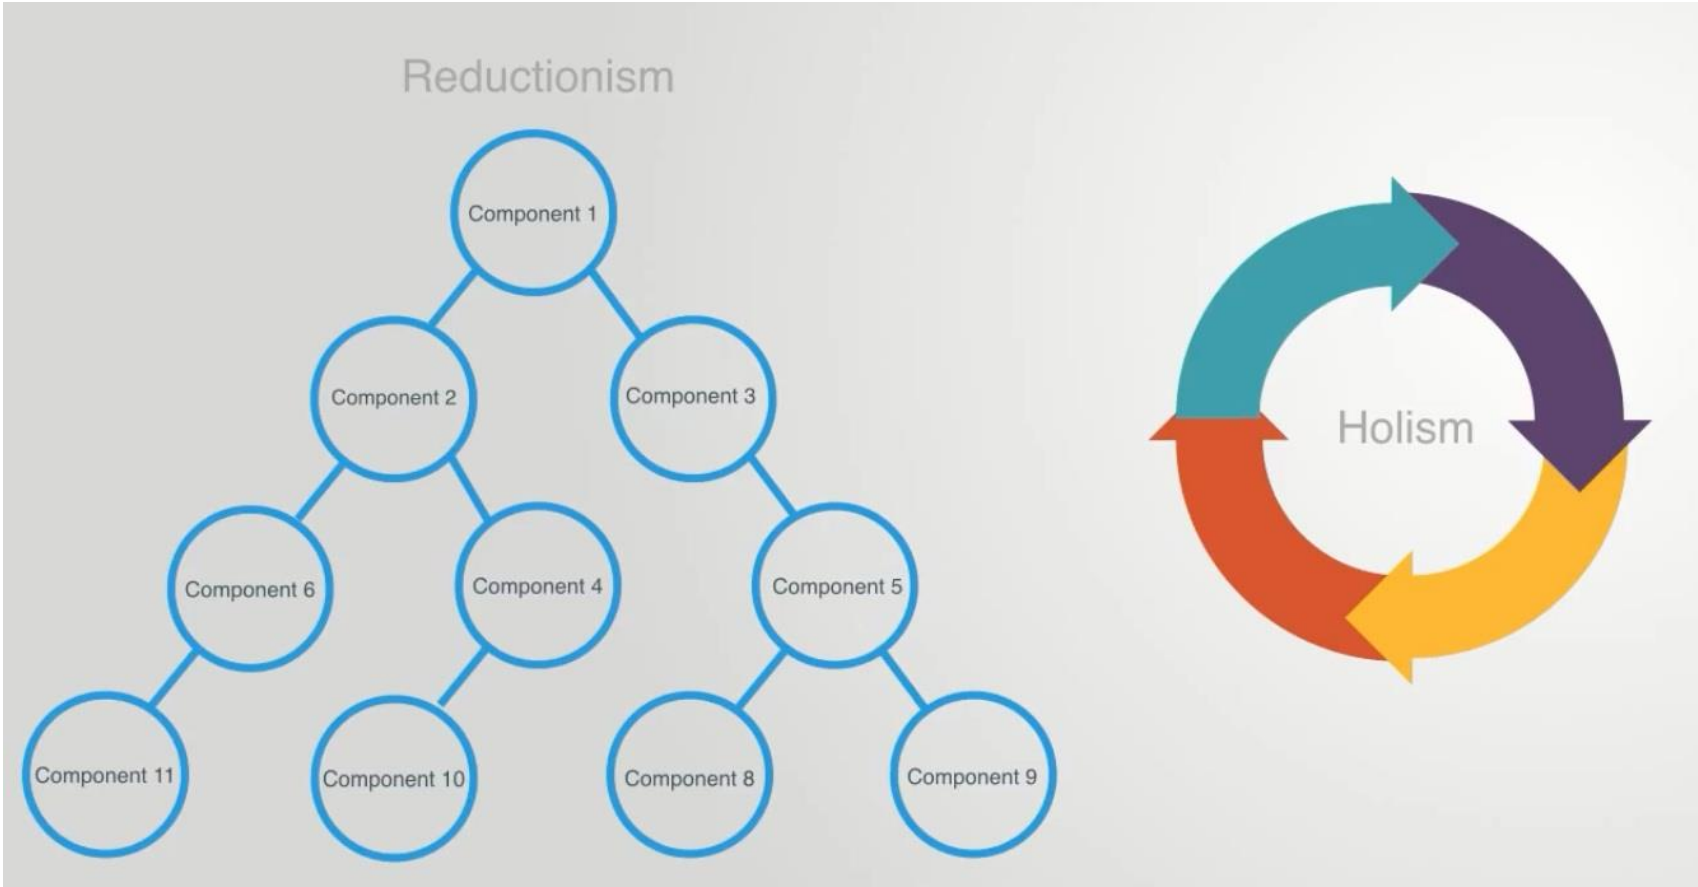 Reductionism
Component 1
Component 2
Component 3
Component 6
Component 4
Component 5
Component 11
Component 10
Component 8
Component 9
Holism